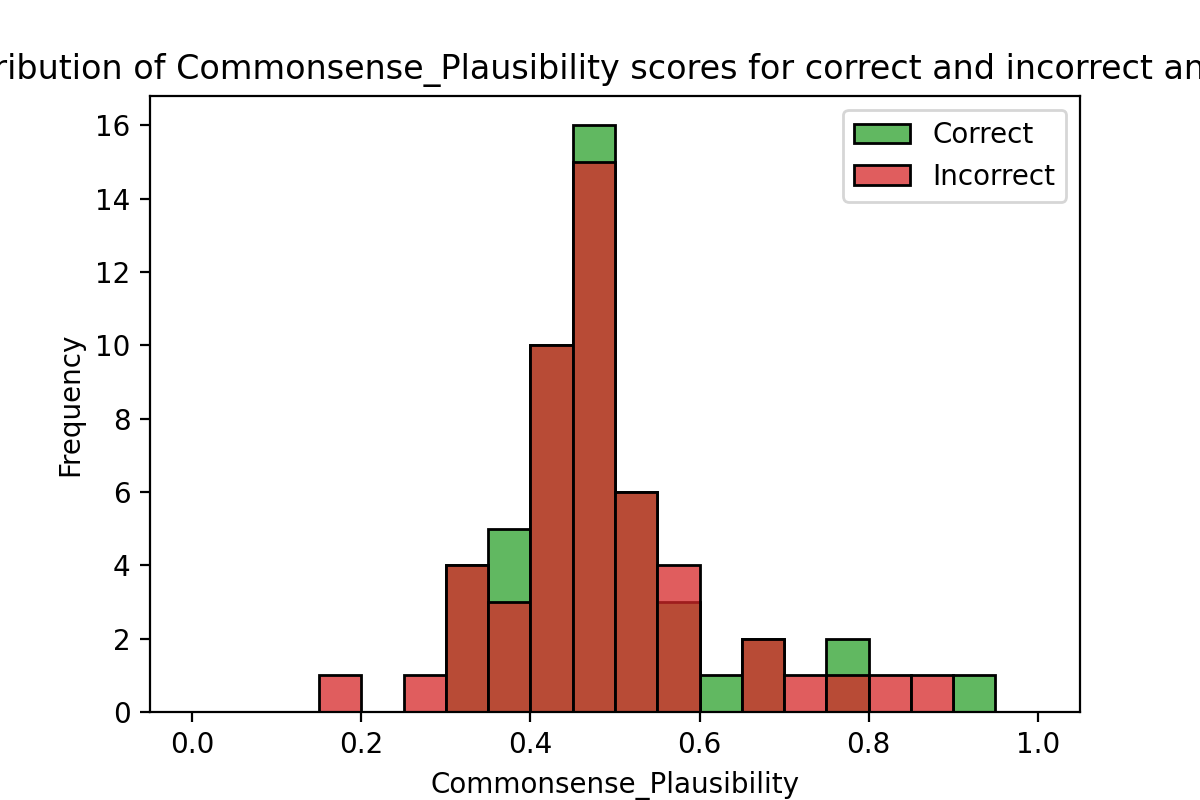 ribution of Commonsense_Plausibility scores for correct and incorrect an
Correct
Incorrect
Frequency
16
14
12
10
8
6
4
2
0
0.0 0.2 0.4 0.6 0.8 1.0
Commonsense_Plausibility